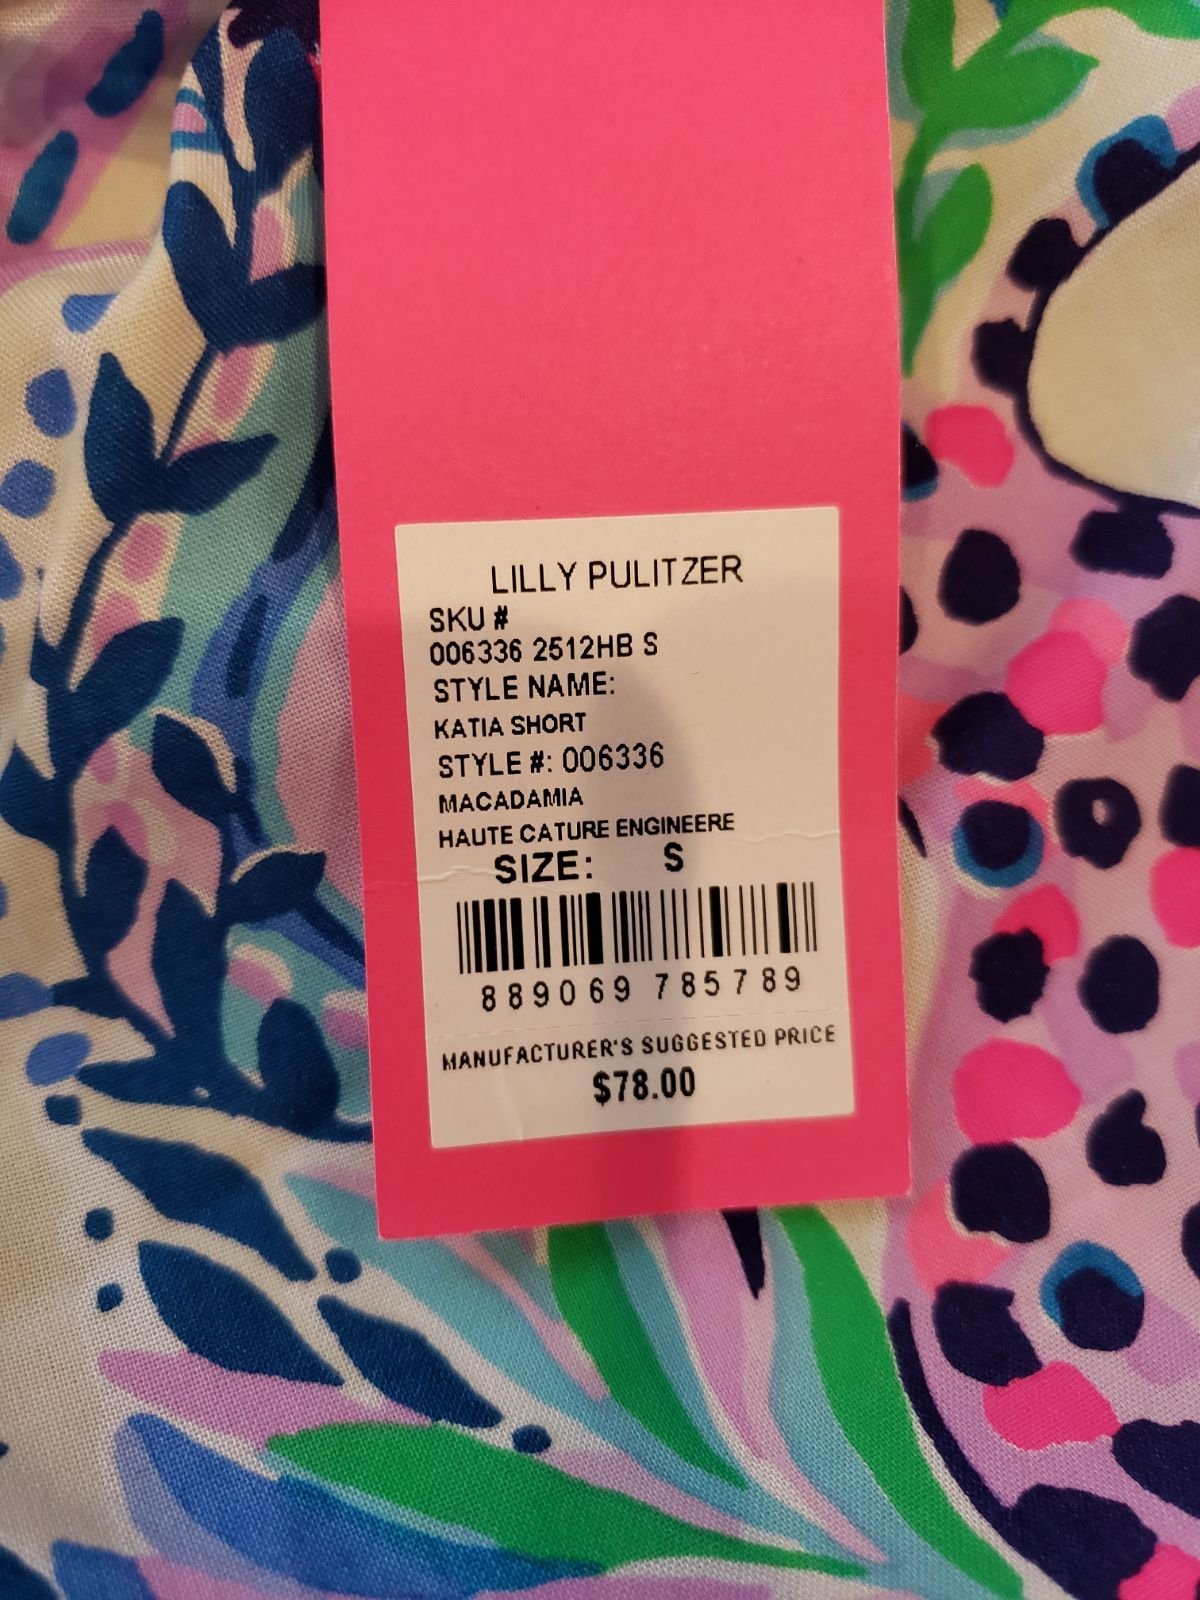 LILLY PULITZER
SKU #
006336 2512HB S
STYLE NAME:
KATIA SHORT
STYLE #: 006336
MACADAMIA
HAUTE CATURE ENGINEERE
SIZE: S
889069 785789
MANUFACTURER'S SUGGESTED PRICE
$78.00